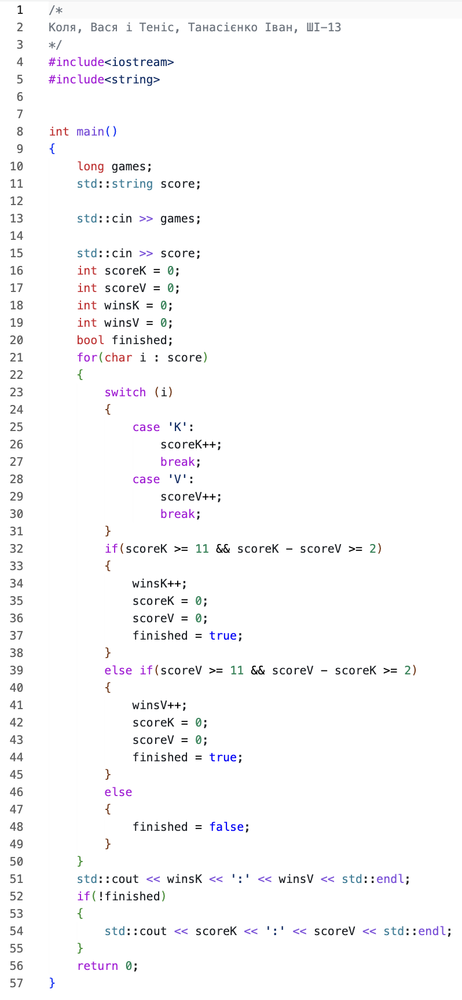 1 /*
2 Коля, Вася і Теніс, Танасієнко Іван, ШІ-13
3 */
4 #include<iostream>
5 #include<string>
6
7
8 int main()
9 {
10     long games;
11     std::string score;
12
13     std::cin >> games;
14
15     std::cin >> score;
16     int scoreK = 0;
17     int scoreV = 0;
18     int winsK = 0;
19     int winsV = 0;
20     bool finished;
21     for(char i : score)
22     {
23         switch (i)
24         {
25             case 'K':
26                 scoreK++;
27                 break;
28             case 'V':
29                 scoreV++;
30                 break;
31         }
32         if(scoreK >= 11 && scoreK - scoreV >= 2)
33         {
34             winsK++;
35             scoreK = 0;
36             scoreV = 0;
37             finished = true;
38         }
39         else if(scoreV >= 11 && scoreV - scoreK >= 2)
40         {
41             winsV++;
42             scoreK = 0;
43             scoreV = 0;
44             finished = true;
45         }
46         else
47         {
48             finished = false;
49         }
50     }
51     std::cout << winsK << ':' << winsV << std::endl;
52     if(!finished)
53     {
54         std::cout << scoreK << ':' << scoreV << std::endl;
55     }
56     return 0;
57 }